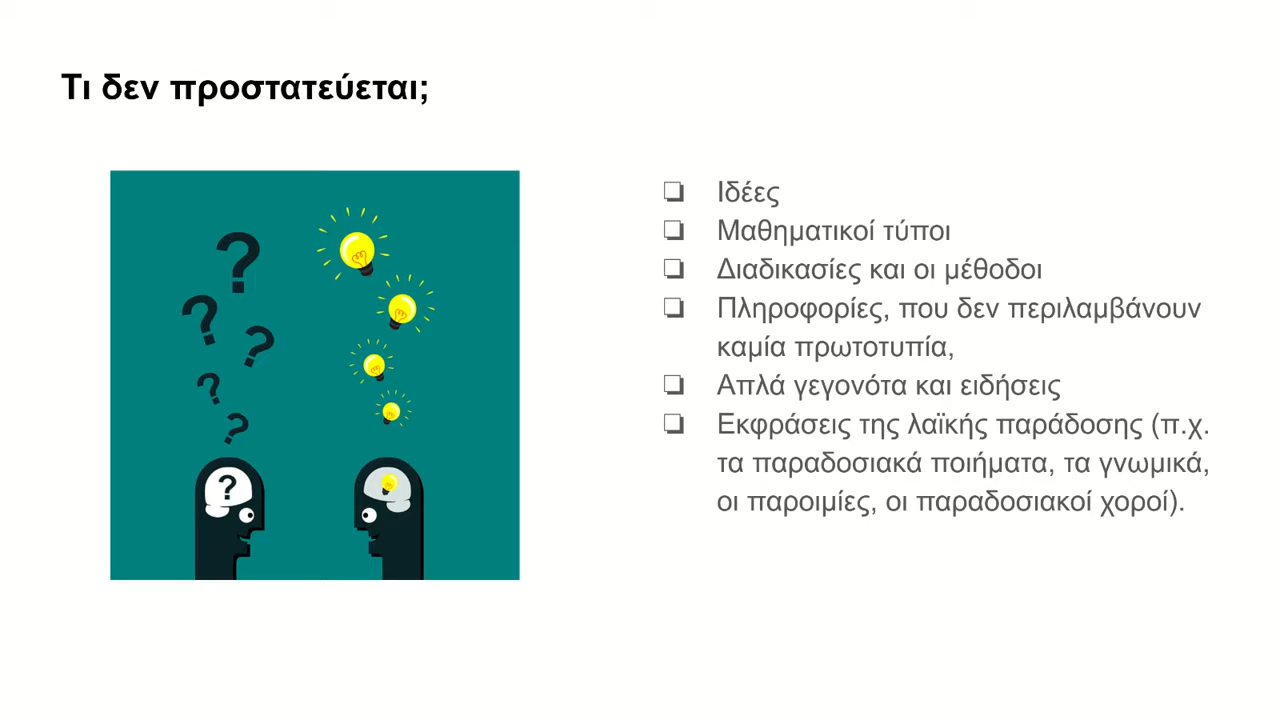 Τι δεν προστατεύεται;
❏ Ιδέες
❏ Μαθηματικοί τύποι
❏ Διαδικασίες και οι μέθοδοι
❏ Πληροφορίες, που δεν περιλαμβάνουν
καμία πρωτοτυπία,
❏ Απλά γεγονότα και ειδήσεις
❏ Εκφράσεις της λαϊκής παράδοσης (π.χ.
τα παραδοσιακά ποιήματα, τα γνωμικά,
οι παροιμίες, οι παραδοσιακοί χοροί).